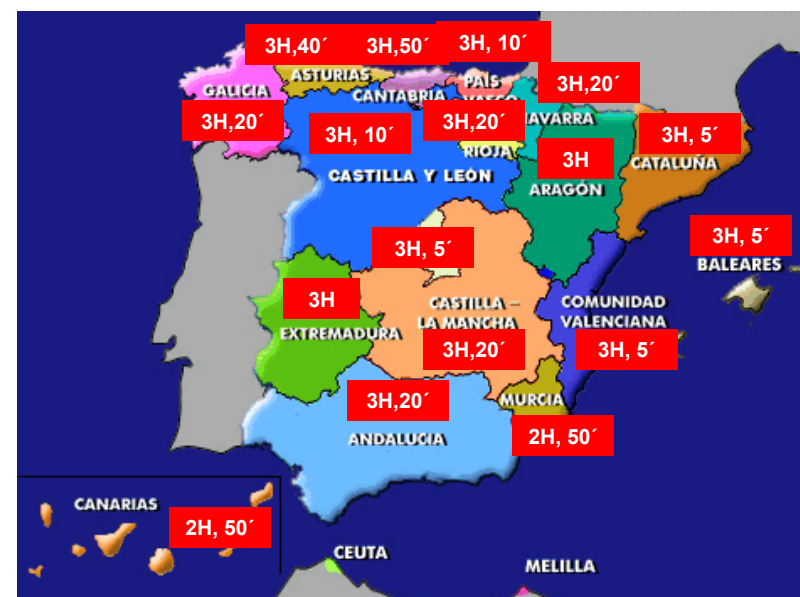 3H,40´
3H,50´
3H, 10´
ASTURIAS
PAÍS
VASCO
3H,20´
GALICIA
CANTABRIA
3H,20´
3H, 10´
3H,20´
NAVARRA
3H, 5´
RIOJA
3H
CATALUÑA
CASTILLA Y LEÓN
ARAGÓN
3H, 5´
3H, 5´
BALEARES
3H
CASTILLA –
LA MANCHA
COMUNIDAD
VALENCIANA
EXTREMADURA
3H,20´
3H, 5´
3H,20´
MURCIA
ANDALUCIA
2H, 50´
CANARIAS
2H, 50´
CEUTA
MELILLA